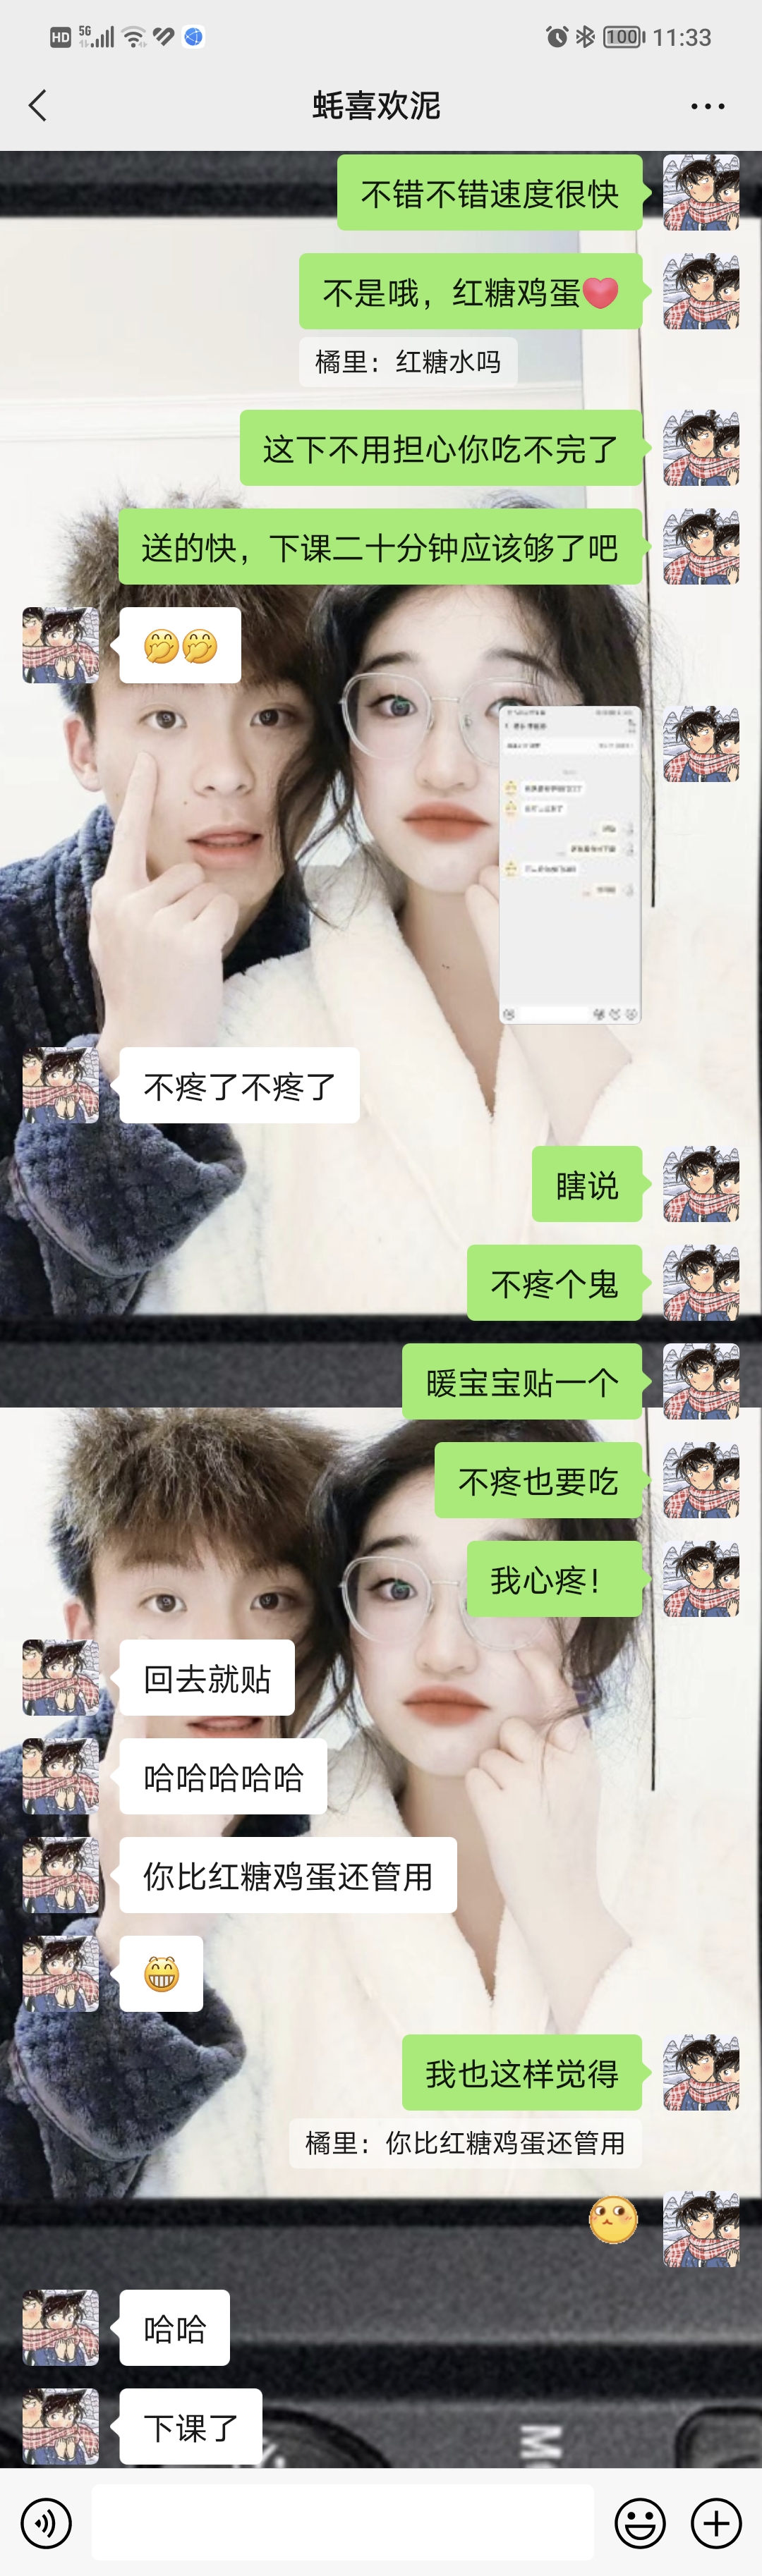 HD 5G 100 11:33
蚝喜欢泥
不错不错速度很快
不是哦，红糖鸡蛋
橘里：红糖水吗
这下不用担心你吃不完了
送的快，下课二十分钟应该够了吧
不疼了不疼了
瞎说
不疼个鬼
暖宝宝贴一个
不疼也要吃
我心疼！
回去就贴
哈哈哈哈哈
你比红糖鸡蛋还管用
我也这样觉得
橘里：你比红糖鸡蛋还管用
哈哈
下课了